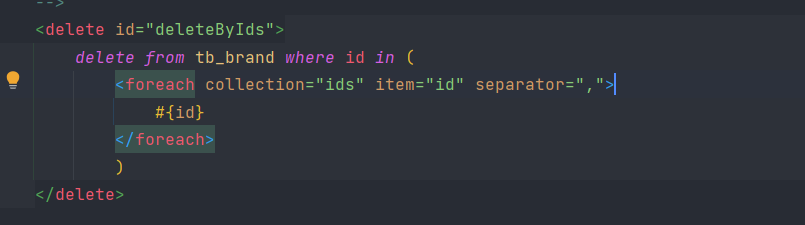 -->
<delete id="deleteByIds">
delete from tb_brand where id in (
<foreach collection="ids" item="id" separator=",">
#{id}
</foreach>
)
</delete>